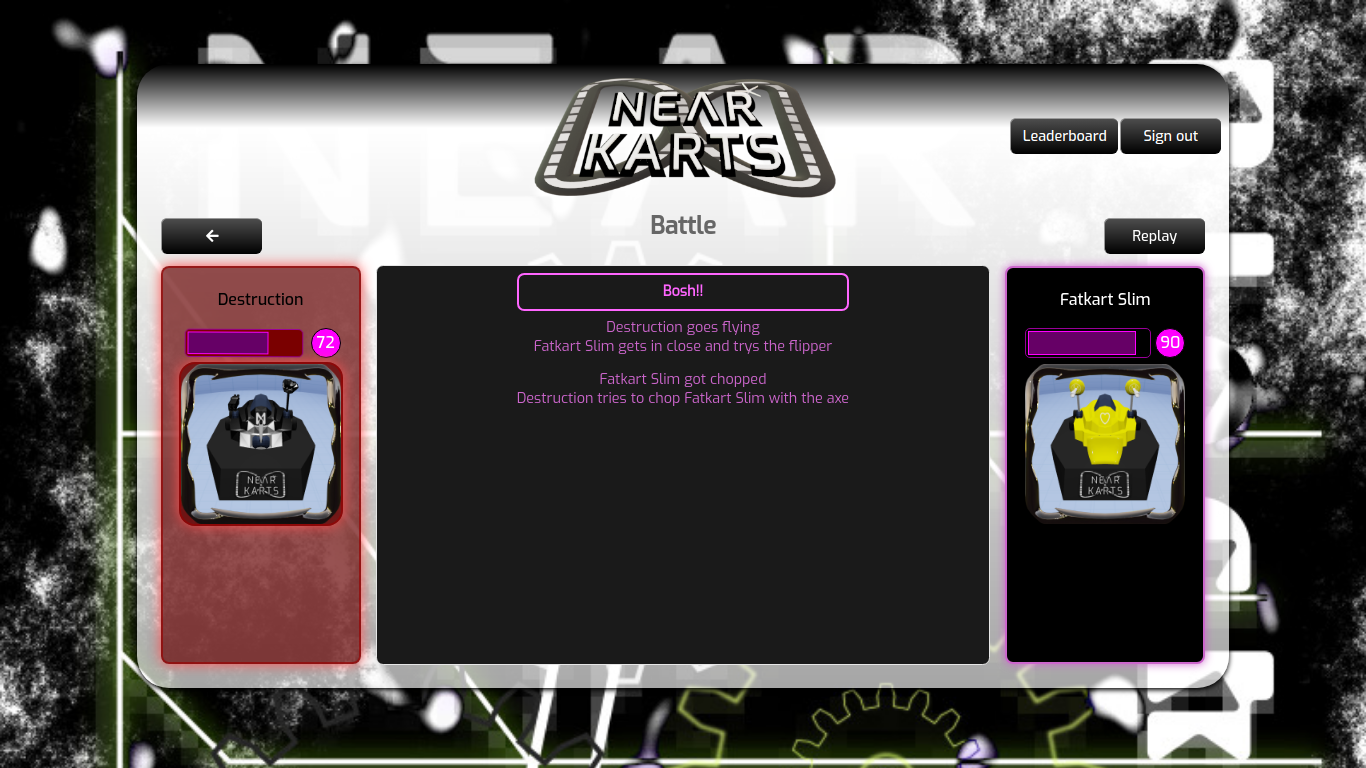 NEAR
NEAR
KARTS
Leaderboard
Sign out
Battle
Replay
Destruction
72
Bosh!!
Destruction goes flying
Fatkart Slim gets in close and trys the flipper
Fatkart Slim got chopped
Destruction tries to chop Fatkart Slim with the axe
Fatkart Slim
90
NEAR
KARTS
NEAR
KARTS